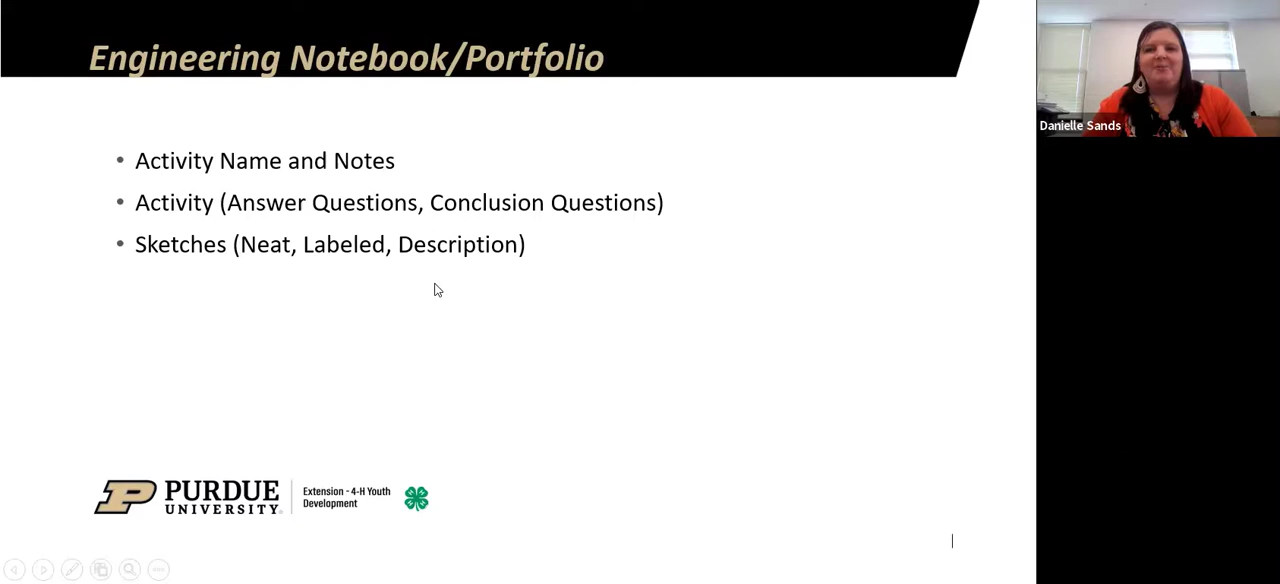 Engineering Notebook/Portfolio
Danielle Sands
• Activity Name and Notes
• Activity (Answer Questions, Conclusion Questions)
• Sketches (Neat, Labeled, Description)
P PURDUE
UNIVERSITY
Extension - 4-H Youth
Development